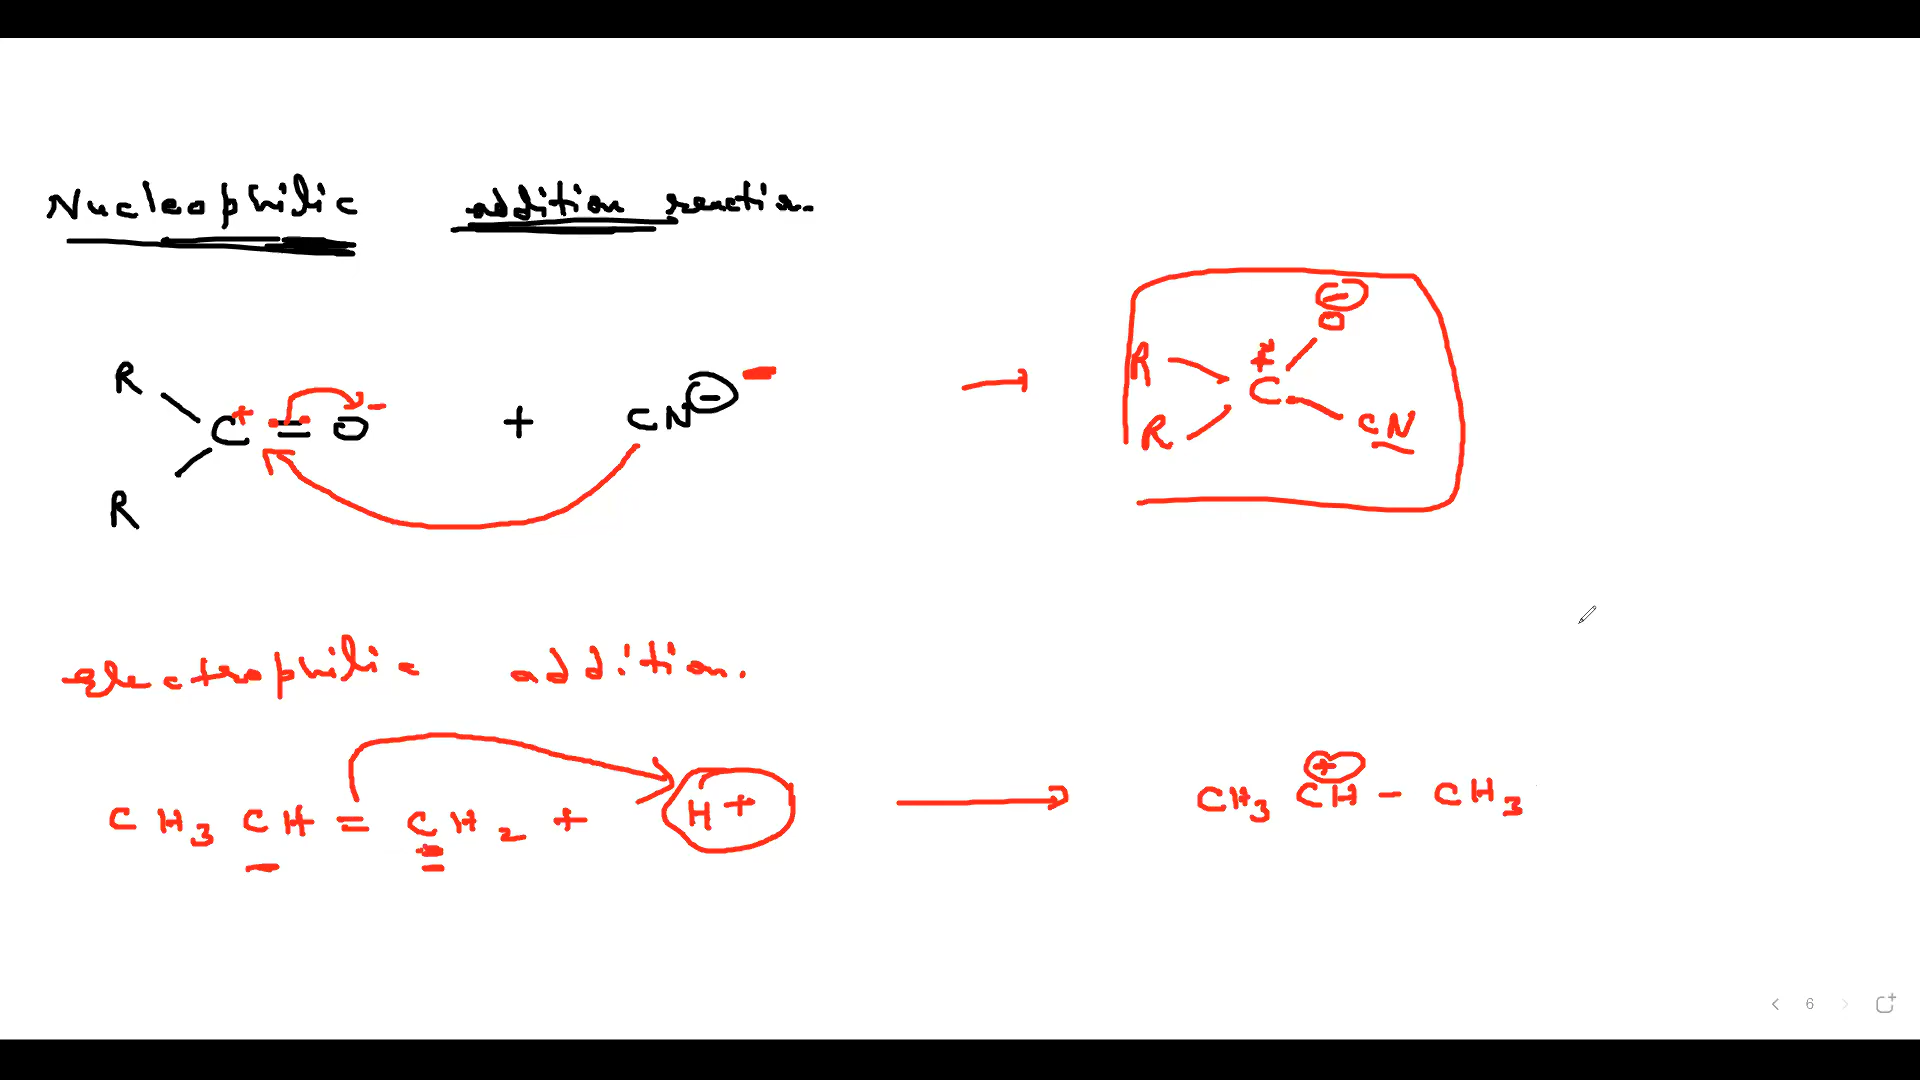 Nucleophilic addition reaction.
R
R
C + = O - + CN ⊖ - →
R
R
C + O ⊖ CN
electrophilic addition.
CH3 CH = CH2 + H+ ⟶ CH3 CH ⊕ - CH3
6